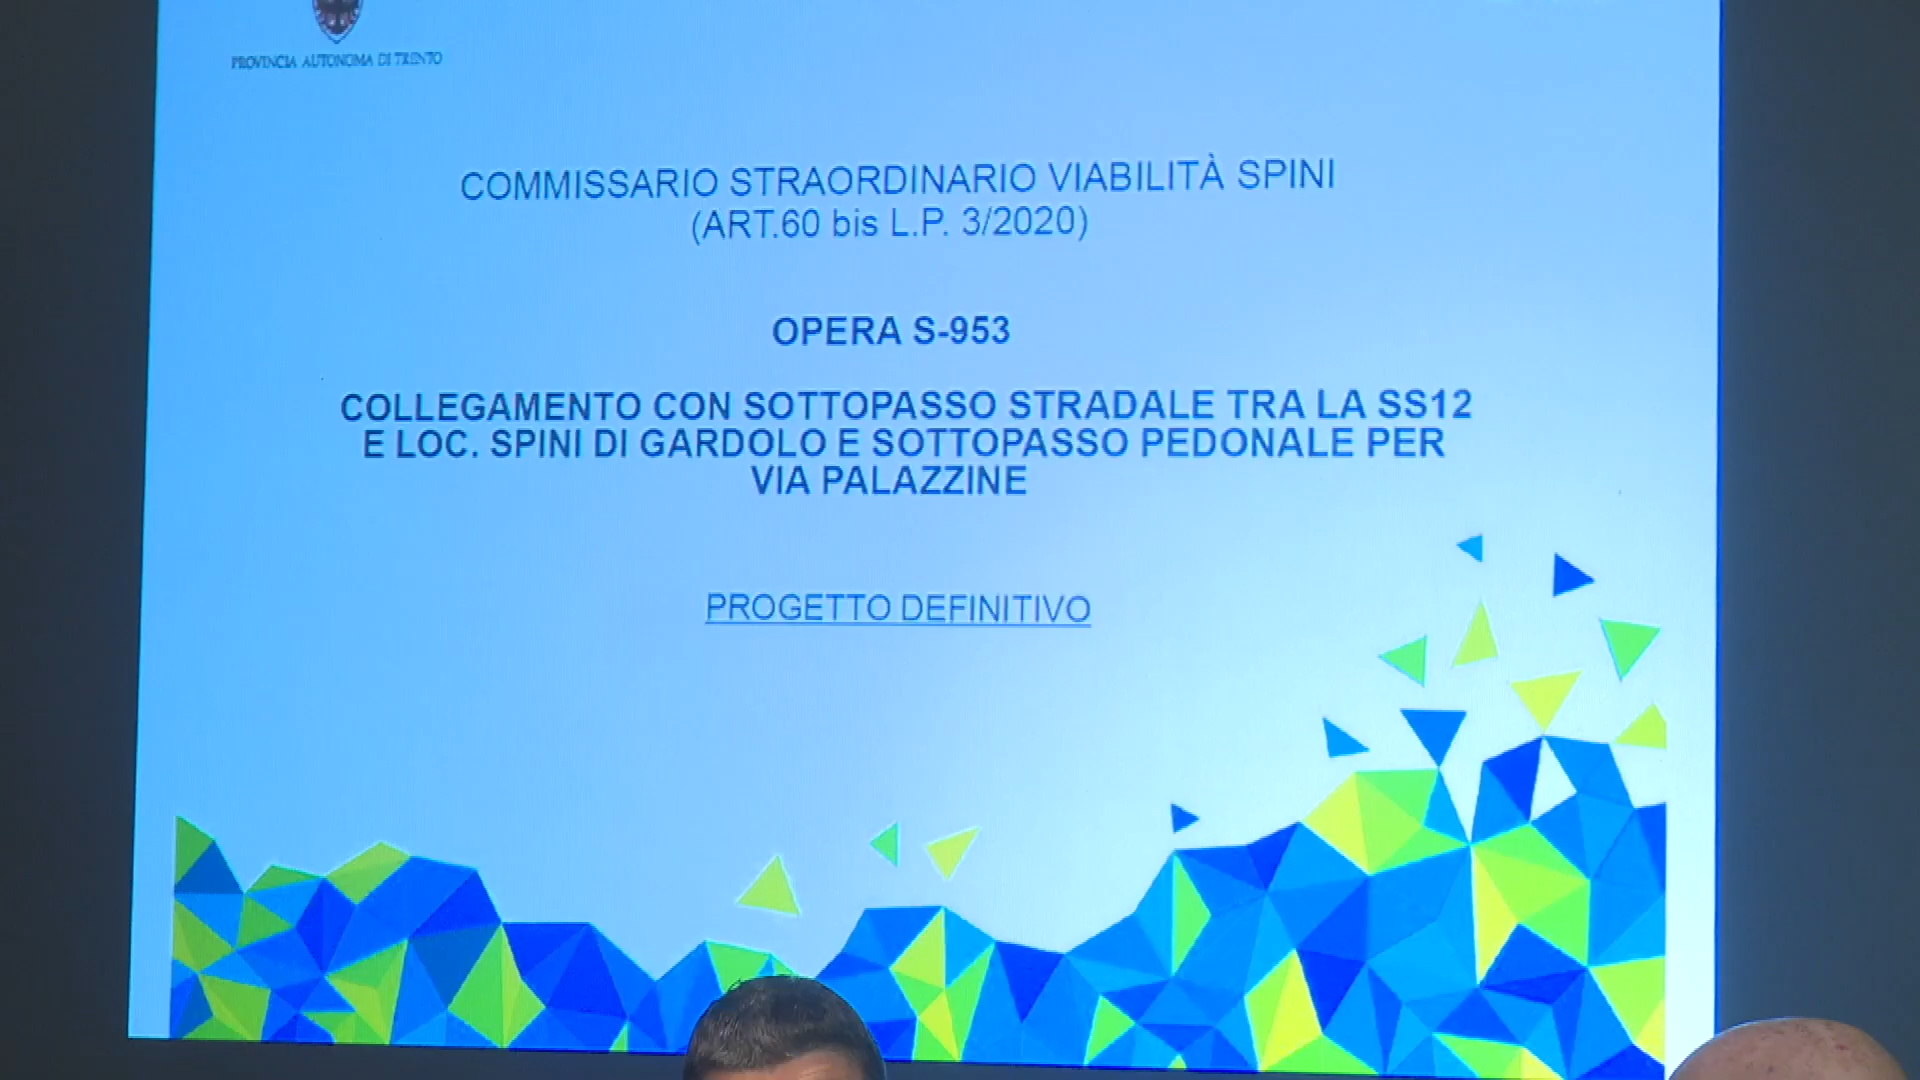 PROVINCIA AUTONOMA DI TRENTO
COMMISSARIO STRAORDINARIO VIABILITÀ SPINI
(ART.60 bis L.P. 3/2020)
OPERA S-953
COLLEGAMENTO CON SOTTOPASSO STRADALE TRA LA SS12
E LOC. SPINI DI GARDOLO E SOTTOPASSO PEDONALE PER
VIA PALAZZINE
PROGETTO DEFINITIVO